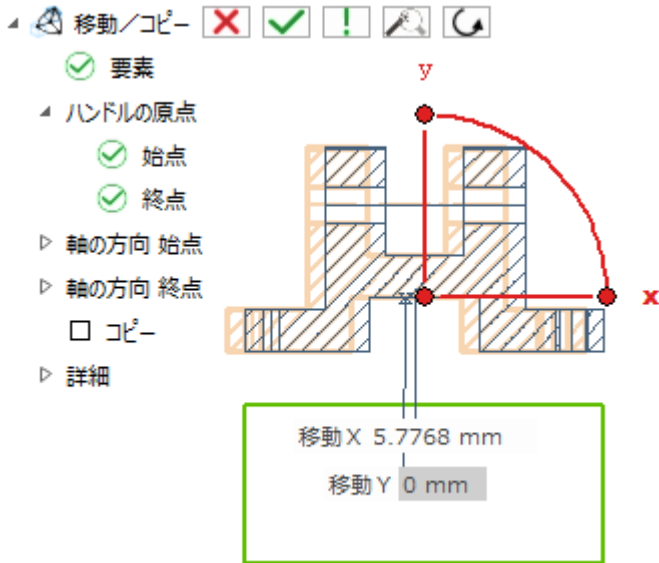 移動／コピー
要素
ハンドルの原点
始点
終点
軸の方向 始点
軸の方向 終点
コピー
詳細
y
x
移動X 5.7768 mm
移動Y 0 mm